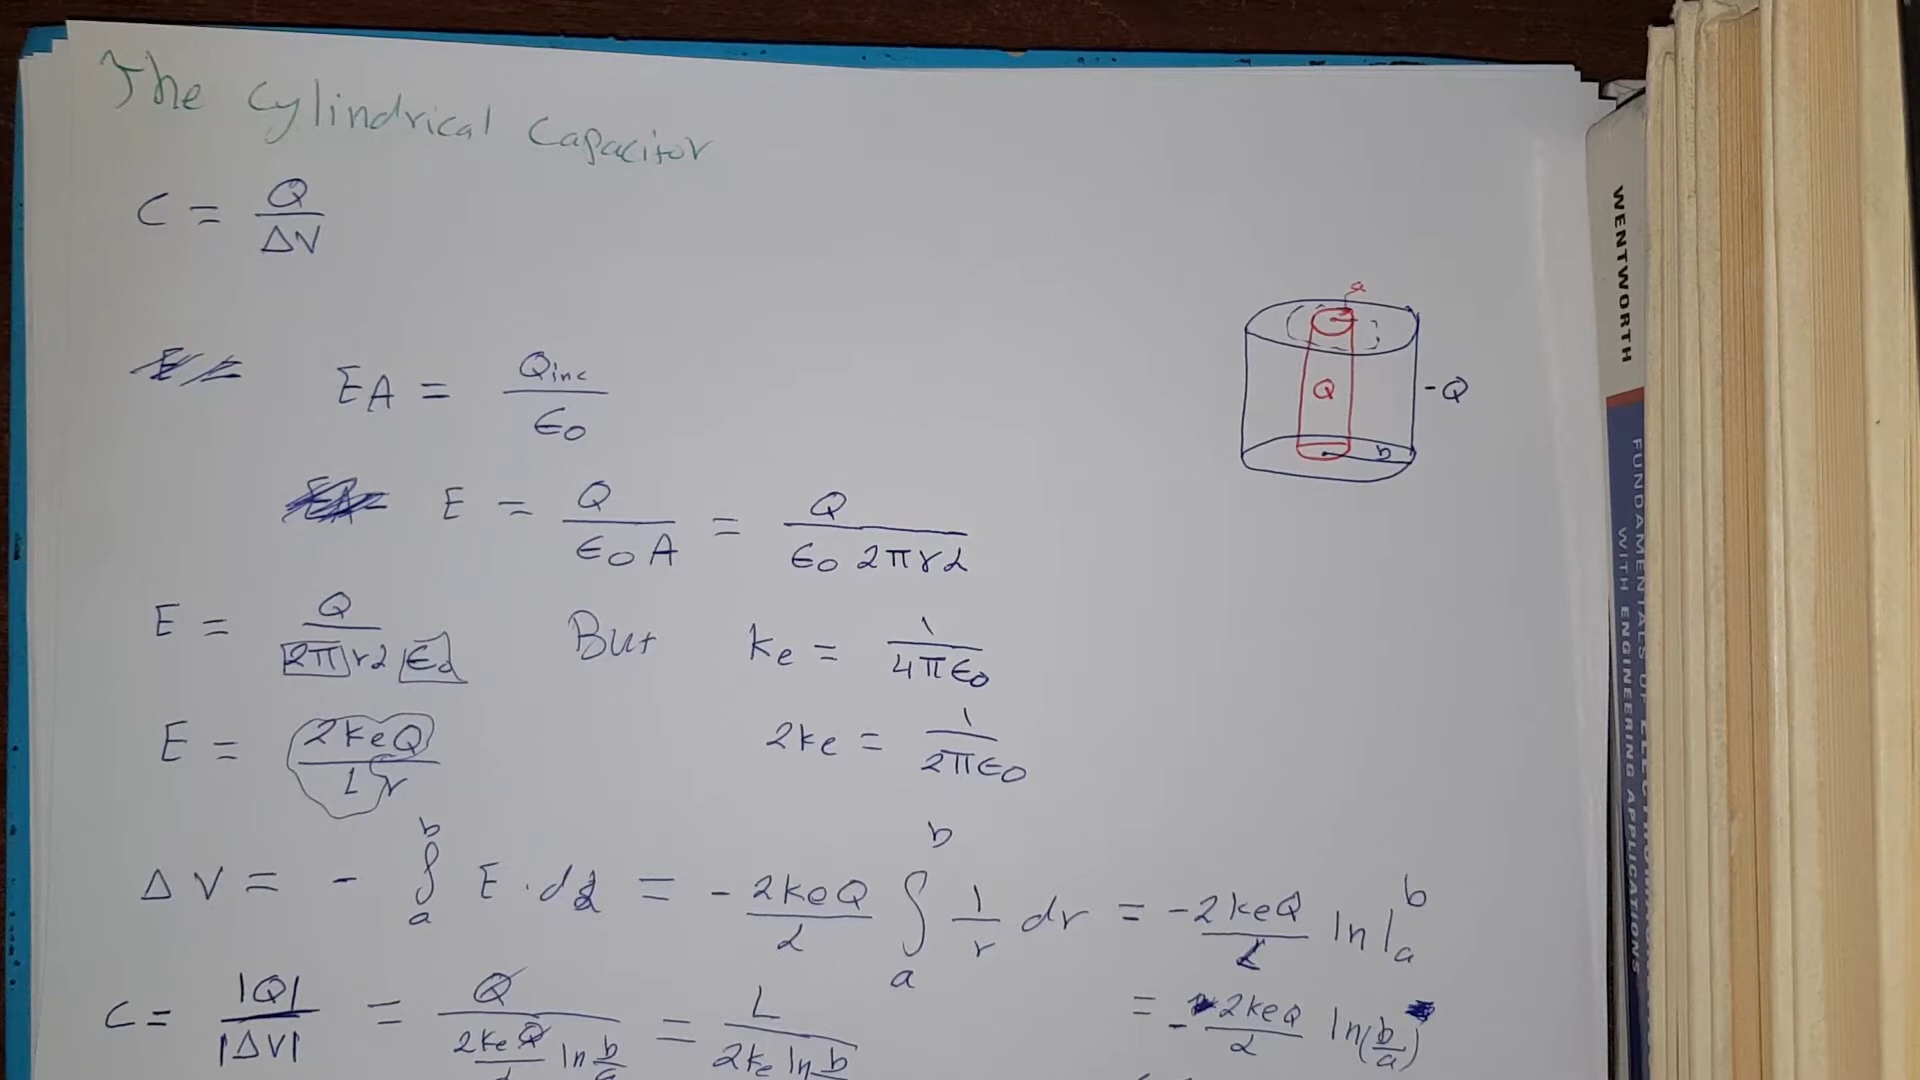 The Cylindrical Capacitor
C = Q / ΔV
EA = Qinc / ϵ0
E = Q / ϵ0 A = Q / ϵ0 2πrL
E = Q / 2πrL ϵ0 But ke = 1 / 4πϵ0
E = 2keQ / Lr 2ke = 1 / 2πϵ0
ΔV = - ∫ₐᵇ E · dL = - 2keQ / L ∫ₐᵇ 1/r dr = -2keQ / L ln |ₐᵇ
= - 2keQ / L ln(b/a)
C = |Q| / |ΔV| = Q / 2keQ/L ln b/a = L / 2ke ln b
a
Q
-Q
b
WENTWORTH
FUNDAMENTALS OF ELECTROMAGNETICS
WITH ENGINEERING APPLICATIONS